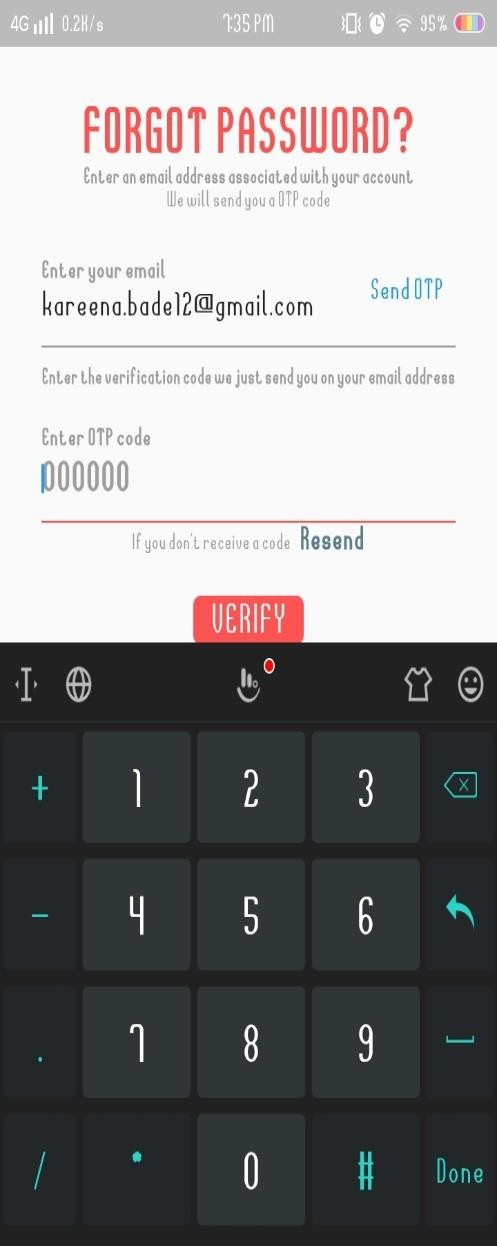 4G 0.2K/s 7:35 PM 95%
FORGOT PASSWORD?
Enter an email address associated with your account
We will send you a OTP code
Enter your email
kareena.bade12@gmail.com
Send OTP
Enter the verification code we just send you on your email address
Enter OTP code
000000
If you don't receive a code Resend
VERIFY
+ 1 2 3
- 4 5 6
. 7 8 9
/ * 0 # Done